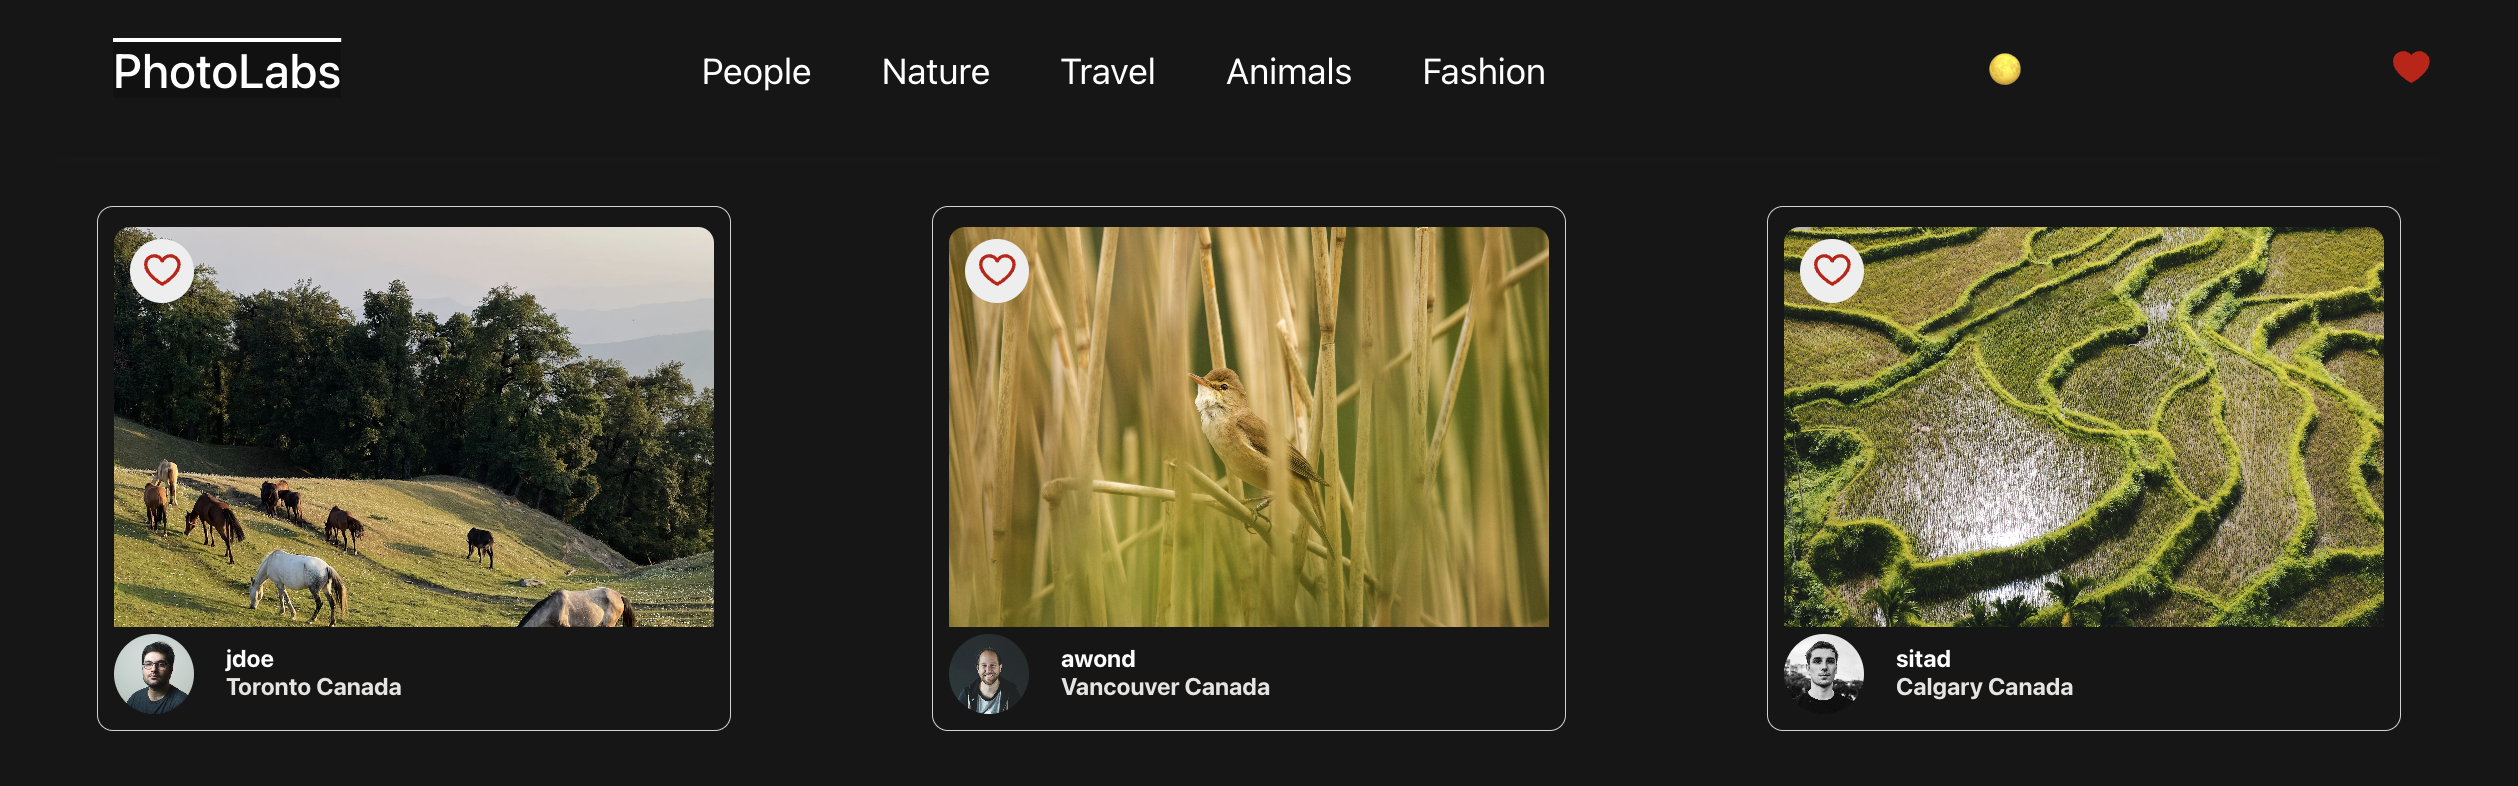 PhotoLabs
People Nature Travel Animals Fashion
jdoe
Toronto Canada
awond
Vancouver Canada
sitad
Calgary Canada